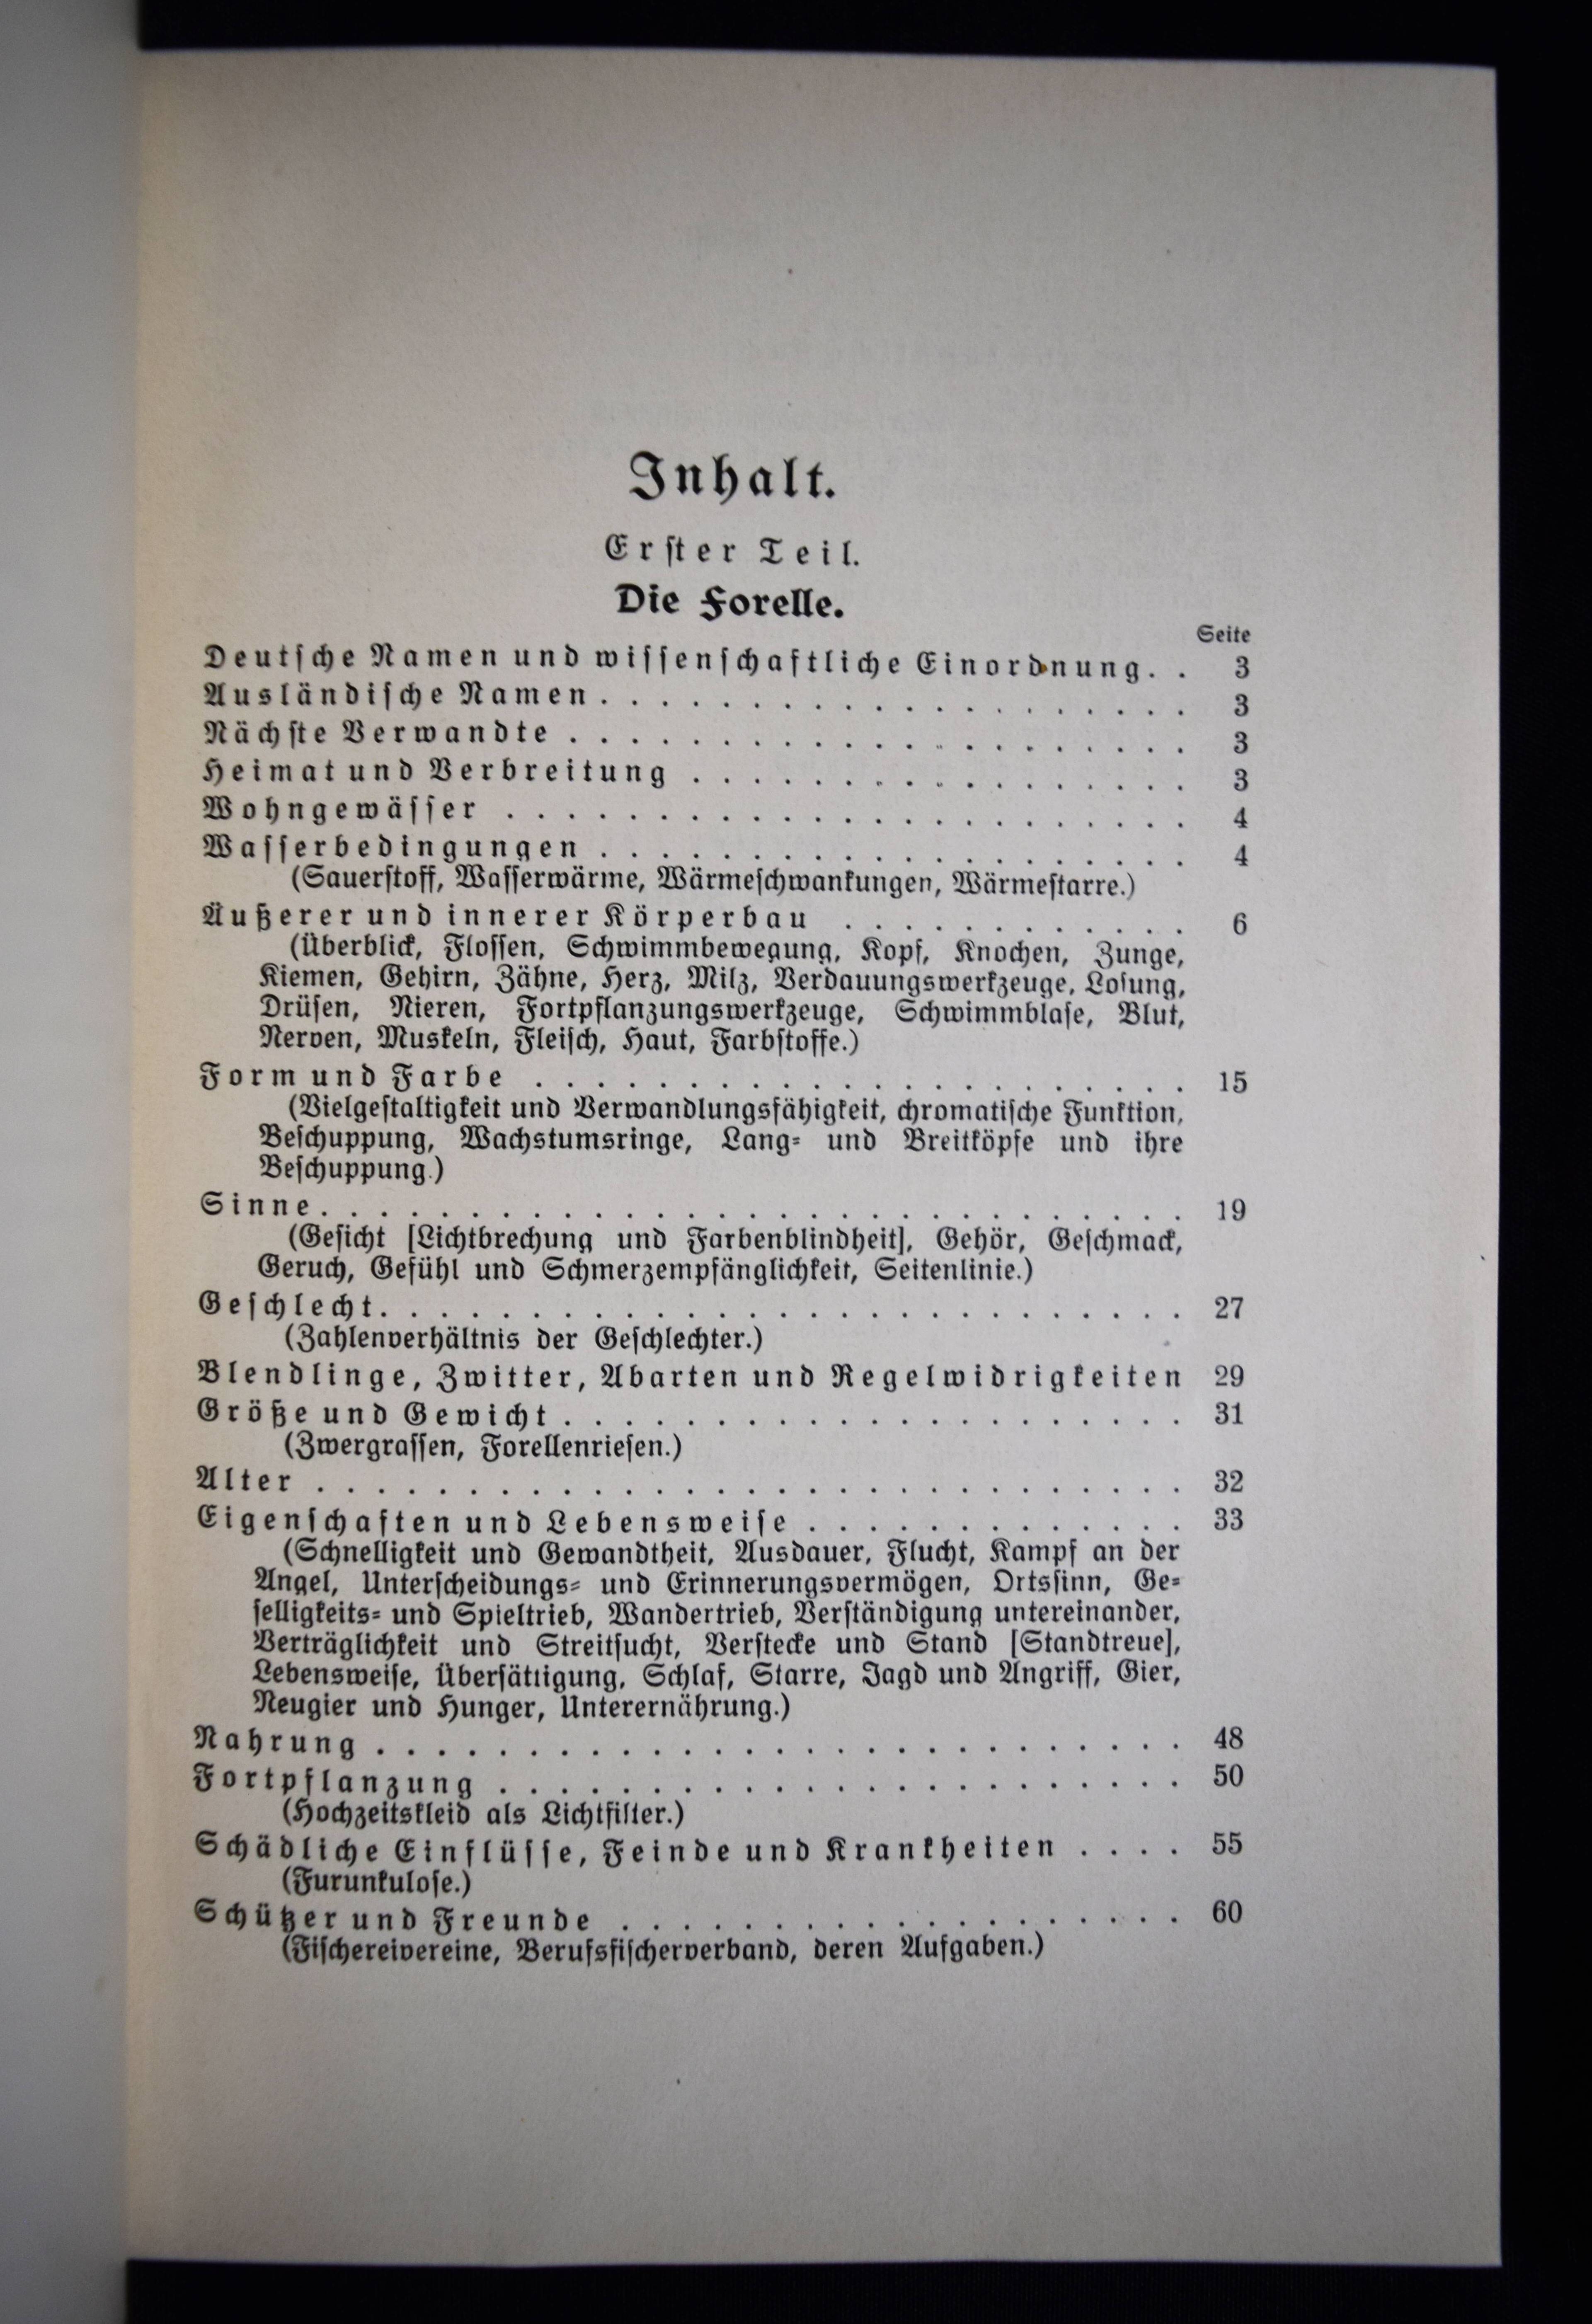 Inhalt.
Erster Teil.
Die Forelle.
Seite
Deutsche Namen und wissenschaftliche Einordnung. . 3
Ausländische Namen . . . . . . . . . . . . . . . . . . . . 3
Nächste Verwandte . . . . . . . . . . . . . . . . . . . . . 3
Heimat und Verbreitung . . . . . . . . . . . . . . . . . 3
Wohngewässer . . . . . . . . . . . . . . . . . . . . . . . 4
Wasserbedingungen . . . . . . . . . . . . . . . . . . . . 4
(Sauerstoff, Wasserwärme, Wärmeschwankungen, Wärmestarre.)
Äußerer und innerer Körperbau . . . . . . . . . . . . 6
(Überblick, Flossen, Schwimmbewegung, Kopf, Knochen, Zunge,
Kiemen, Gehirn, Zähne, Herz, Milz, Verdauungswerkzeuge, Losung,
Drüsen, Nieren, Fortpflanzungswerkzeuge, Schwimmblase, Blut,
Nerven, Muskeln, Fleisch, Haut, Farbstoffe.)
Form und Farbe . . . . . . . . . . . . . . . . . . . . . . 15
(Vielgestaltigkeit und Verwandlungsfähigkeit, chromatische Funktion,
Beschuppung, Wachstumsringe, Lang- und Breitköpfe und ihre
Beschuppung.)
Sinne . . . . . . . . . . . . . . . . . . . . . . . . . . . . . 19
(Gesicht [Lichtbrechung und Farbenblindheit], Gehör, Geschmack,
Geruch, Gefühl und Schmerzempfänglichkeit, Seitenlinie.)
Geschlecht . . . . . . . . . . . . . . . . . . . . . . . . . . . 27
(Zahlenverhältnis der Geschlechter.)
Blendlinge, Zwitter, Abarten und Regelwidrigkeiten 29
Größe und Gewicht . . . . . . . . . . . . . . . . . . . . . 31
(Zwergrassen, Forellenriesen.)
Alter . . . . . . . . . . . . . . . . . . . . . . . . . . . . . 32
Eigenschaften und Lebensweise . . . . . . . . . . . . . 33
(Schnelligkeit und Gewandtheit, Ausdauer, Flucht, Kampf an der
Angel, Unterscheidungs- und Erinnerungsvermögen, Ortssinn, Ge-
selligkeits- und Spieltrieb, Wandertrieb, Verständigung untereinander,
Verträglichkeit und Streitsucht, Verstecke und Stand [Standtreue],
Lebensweise, Übersättigung, Schlaf, Starre, Jagd und Angriff, Gier,
Neugier und Hunger, Unterernährung.)
Nahrung . . . . . . . . . . . . . . . . . . . . . . . . . . . 48
Fortpflanzung . . . . . . . . . . . . . . . . . . . . . . . 50
(Hochzeitskleid als Lichtfilter.)
Schädliche Einflüsse, Feinde und Krankheiten . . . . 55
(Furunkulose.)
Schützer und Freunde . . . . . . . . . . . . . . . . . . . 60
(Fischereivereine, Berufsfischerverband, deren Aufgaben.)